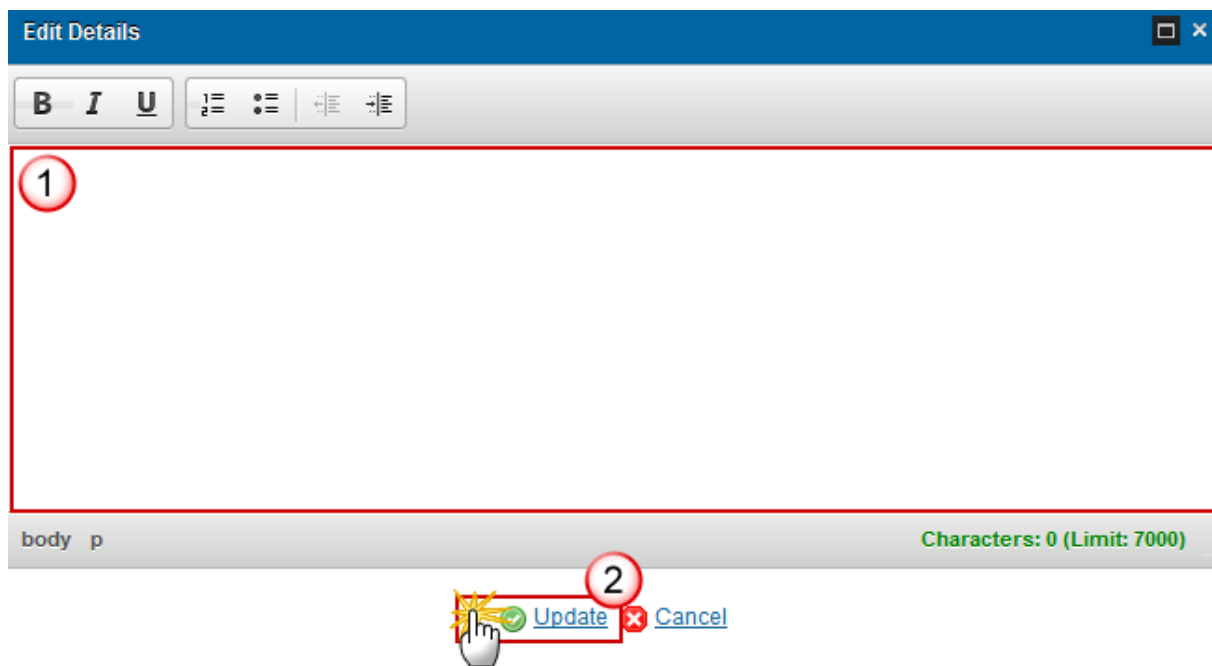 Edit Details
B I U
1
body p Characters: 0 (Limit: 7000)
2
Update Cancel